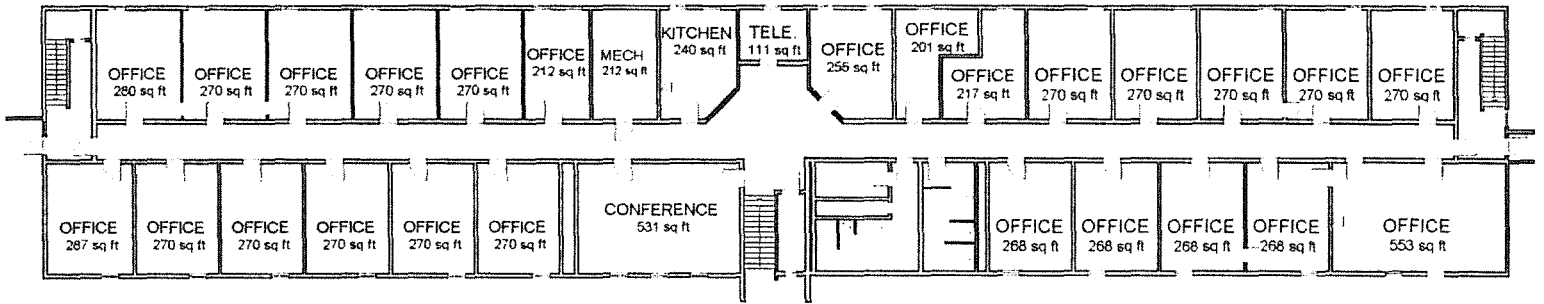 OFFICE
280 sq ft
OFFICE
270 sq ft
OFFICE
270 sq ft
OFFICE
270 sq ft
OFFICE
270 sq ft
OFFICE
212 sq ft
MECH
212 sq ft
KITCHEN
240 sq ft
TELE.
111 sq ft
OFFICE
255 sq ft
OFFICE
201 sq ft
OFFICE
217 sq ft
OFFICE
270 sq ft
OFFICE
270 sq ft
OFFICE
270 sq ft
OFFICE
270 sq ft
OFFICE
270 sq ft
OFFICE
287 sq ft
OFFICE
270 sq ft
OFFICE
270 sq ft
OFFICE
270 sq ft
OFFICE
270 sq ft
OFFICE
270 sq ft
CONFERENCE
531 sq ft
OFFICE
268 sq ft
OFFICE
268 sq ft
OFFICE
268 sq ft
OFFICE
268 sq ft
OFFICE
553 sq ft